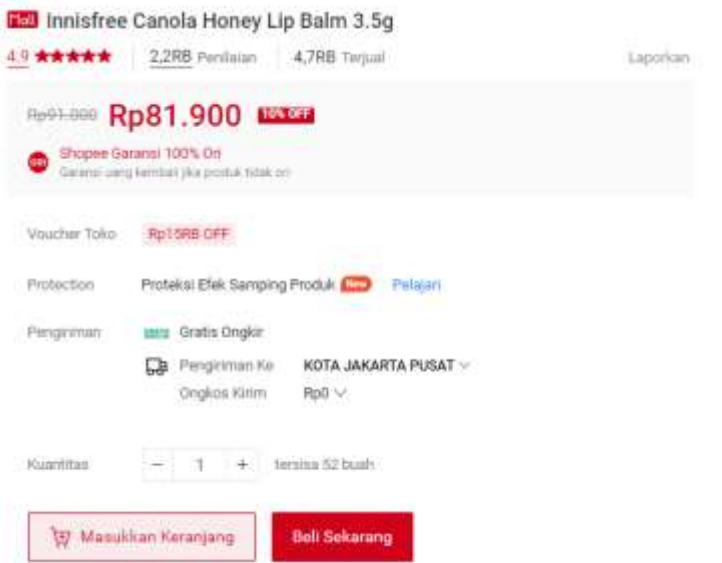 Mall Innisfree Canola Honey Lip Balm 3.5g
4.9 2,2RB Penilaian 4,7RB Terjual Laporkan
Rp91.000 Rp81.900 10% OFF
Shopee Garansi 100% Ori
Garansi uang kembali jika produk tidak ori
Voucher Toko Rp15RB OFF
Protection Proteksi Efek Samping Produk New Pelajari
Pengiriman Gratis Ongkir
Pengiriman Ke KOTA JAKARTA PUSAT
Ongkos Kirim Rp0
Kuantitas − 1 + tersisa 52 buah
Masukkan Keranjang Beli Sekarang